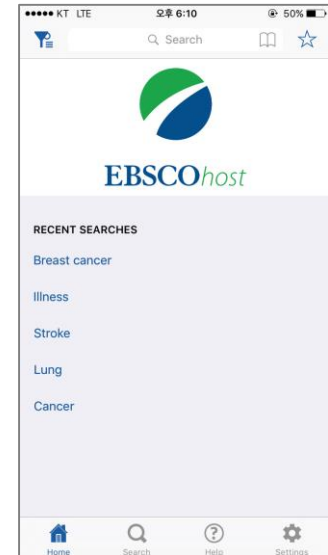 KT LTE 오후 6:10 50%
Search
EBSCOhost
RECENT SEARCHES
Breast cancer
Illness
Stroke
Lung
Cancer
Home Search Help Settings